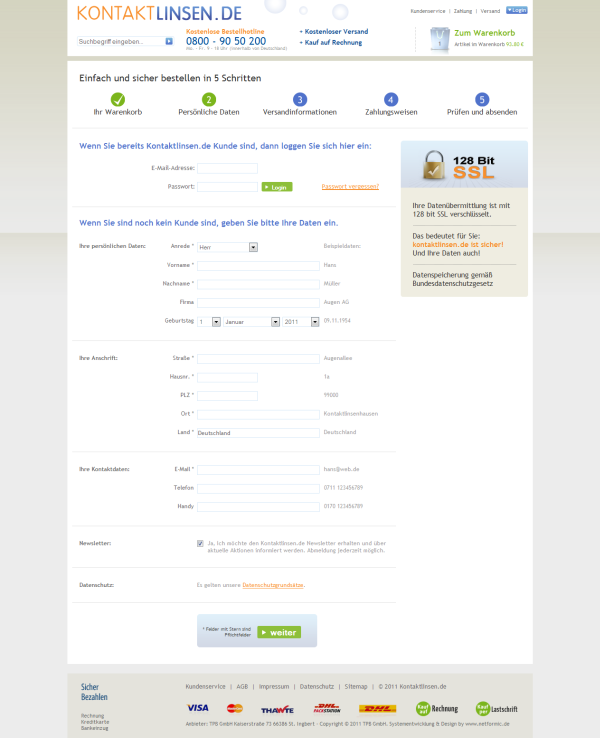 KONTAKTLINSEN.DE
Kundenservice | Zahlung | Versand Login
Kostenlose Bestellhotline
0800 - 90 50 200
Mo. - Fr. 9 - 18 Uhr (innerhalb von Deutschland)
+ Kostenloser Versand
+ Kauf auf Rechnung
Suchbegriff eingeben...
Zum Warenkorb
Artikel im Warenkorb 93.80 €
Einfach und sicher bestellen in 5 Schritten
2 3 4 5
Ihr Warenkorb Persönliche Daten Versandinformationen Zahlungsweisen Prüfen und absenden
Wenn Sie bereits Kontaktlinsen.de Kunde sind, dann loggen Sie sich hier ein:
E-Mail-Adresse:
Passwort: Login Passwort vergessen?
128 Bit
SSL
Ihre Datenübermittlung ist mit
128 bit SSL verschlüsselt.
Das bedeutet für Sie:
kontaktlinsen.de ist sicher!
Und Ihre Daten auch!
Datenspeicherung gemäß
Bundesdatenschutzgesetz
Wenn Sie sind noch kein Kunde sind, geben Sie bitte Ihre Daten ein.
Ihre persönlichen Daten: Anrede * Herr Beispieldaten:
Vorname * Hans
Nachname * Müller
Firma Augen AG
Geburtstag 1 Januar 2011 09.11.1954
Ihre Anschrift: Straße * Augenallee
Hausnr. * 1a
PLZ * 99000
Ort * Kontaktlinsenhausen
Land * Deutschland Deutschland
Ihre Kontaktdaten: E-Mail * hans@web.de
Telefon 0711 123456789
Handy 0170 123456789
Newsletter: Ja, ich möchte den Kontaktlinsen.de Newsletter erhalten und über
aktuelle Aktionen informiert werden. Abmeldung jederzeit möglich.
Datenschutz: Es gelten unsere Datenschutzgrundsätze.
* Felder mit Stern sind
Pflichtfelder
weiter
Sicher
Bezahlen
Rechnung
Kreditkarte
Bankeinzug
Kundenservice | AGB | Impressum | Datenschutz | Sitemap | © 2011 Kontaktlinsen.de
VISA MasterCard THAWTE DHL PACKSTATION DHL Kauf auf Rechnung Kauf per Lastschrift
Anbieter: TPB GmbH Kaiserstraße 73 66386 St. Ingbert - Copyright © 2011 TPB GmbH. Systementwicklung & Design by www.netformic.de